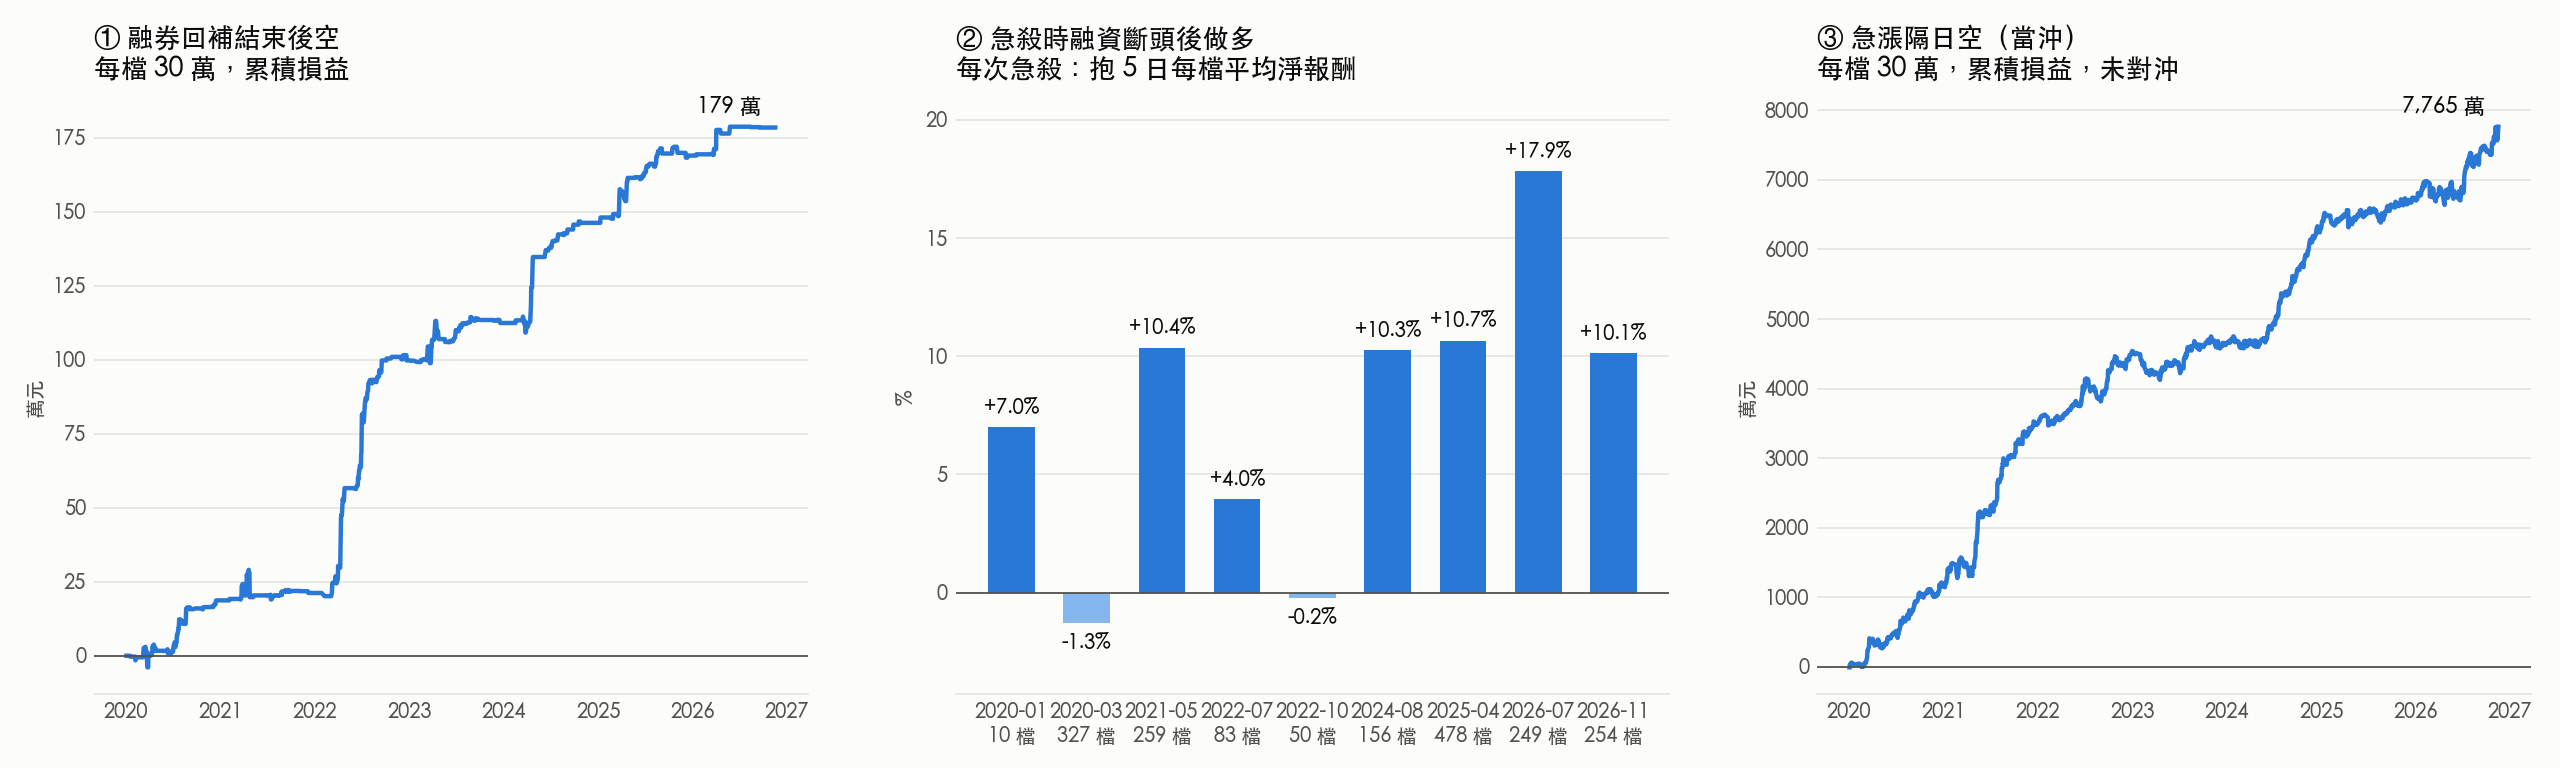 ① 融券回補結束後空
每檔 30 萬，累積損益
179 萬
175
150
125
100
75
50
25
0
萬元
2020 2021 2022 2023 2024 2025 2026 2027
② 急殺時融資斷頭後做多
每次急殺：抱 5 日每檔平均淨報酬
20
15
10
5
0
%
+7.0%
-1.3%
+10.4%
+4.0%
-0.2%
+10.3%
+10.7%
+17.9%
+10.1%
2020-01 2020-03 2021-05 2022-07 2022-10 2024-08 2025-04 2026-07 2026-11
10 檔 327 檔 259 檔 83 檔 50 檔 156 檔 478 檔 249 檔 254 檔
③ 急漲隔日空（當沖）
每檔 30 萬，累積損益，未對沖
7,765 萬
8000
7000
6000
5000
4000
3000
2000
1000
0
萬元
2020 2021 2022 2023 2024 2025 2026 2027